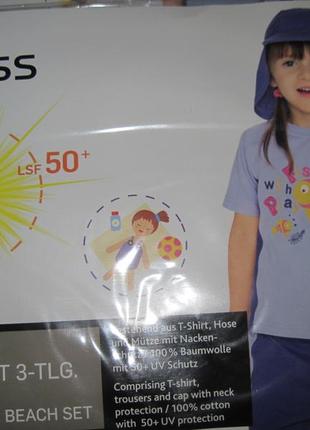 SS
LSF 50+
T 3-TLG.
BEACH SET
bestehend aus T-Shirt, Hose
und Mütze mit Nacken-
schutz / 100% Baumwolle
mit 50+ UV Schutz
Comprising T-shirt,
trousers and cap with neck
protection / 100% cotton
with 50+ UV protection